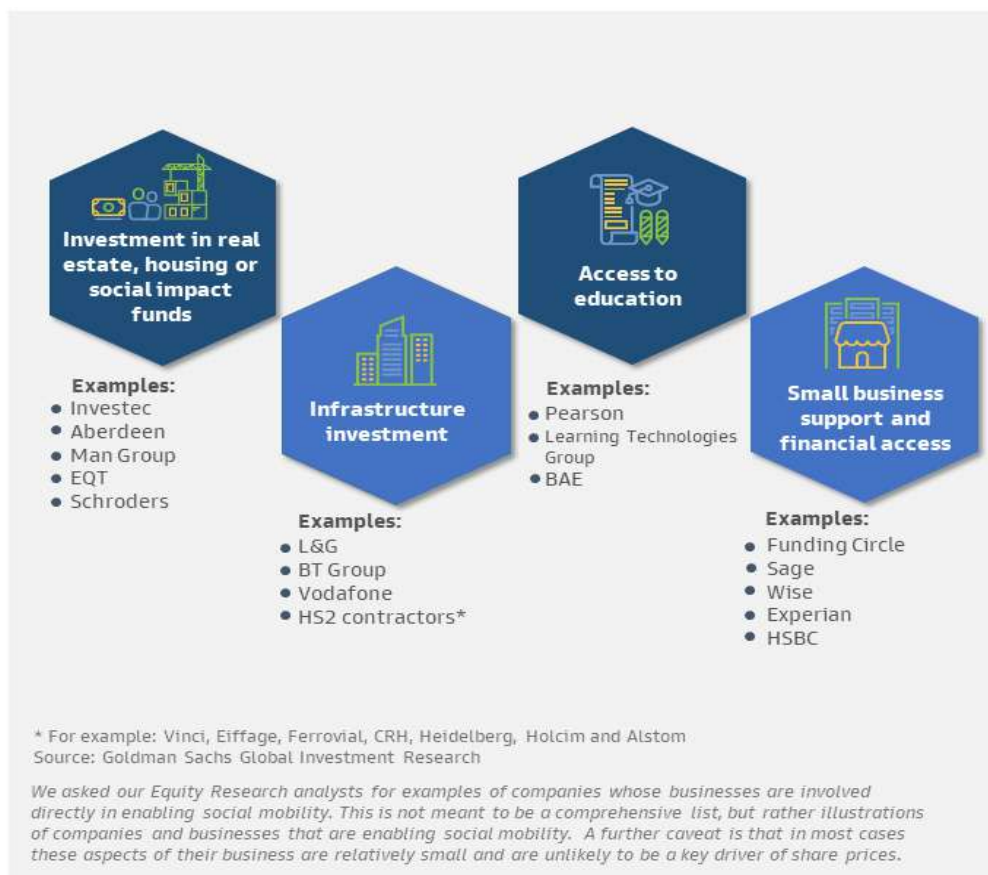 Investment in real
estate, housing or
social impact
funds
Examples:
Investec
Aberdeen
Man Group
EQT
Schroders
Infrastructure
investment
Examples:
L&G
BT Group
Vodafone
HS2 contractors*
Access to
education
Examples:
Pearson
Learning Technologies
Group
BAE
Small business
support and
financial access
Examples:
Funding Circle
Sage
Wise
Experian
HSBC
* For example: Vinci, Eiffage, Ferrovial, CRH, Heidelberg, Holcim and Alstom
Source: Goldman Sachs Global Investment Research
We asked our Equity Research analysts for examples of companies whose businesses are involved
directly in enabling social mobility. This is not meant to be a comprehensive list, but rather illustrations
of companies and businesses that are enabling social mobility. A further caveat is that in most cases
these aspects of their business are relatively small and are unlikely to be a key driver of share prices.